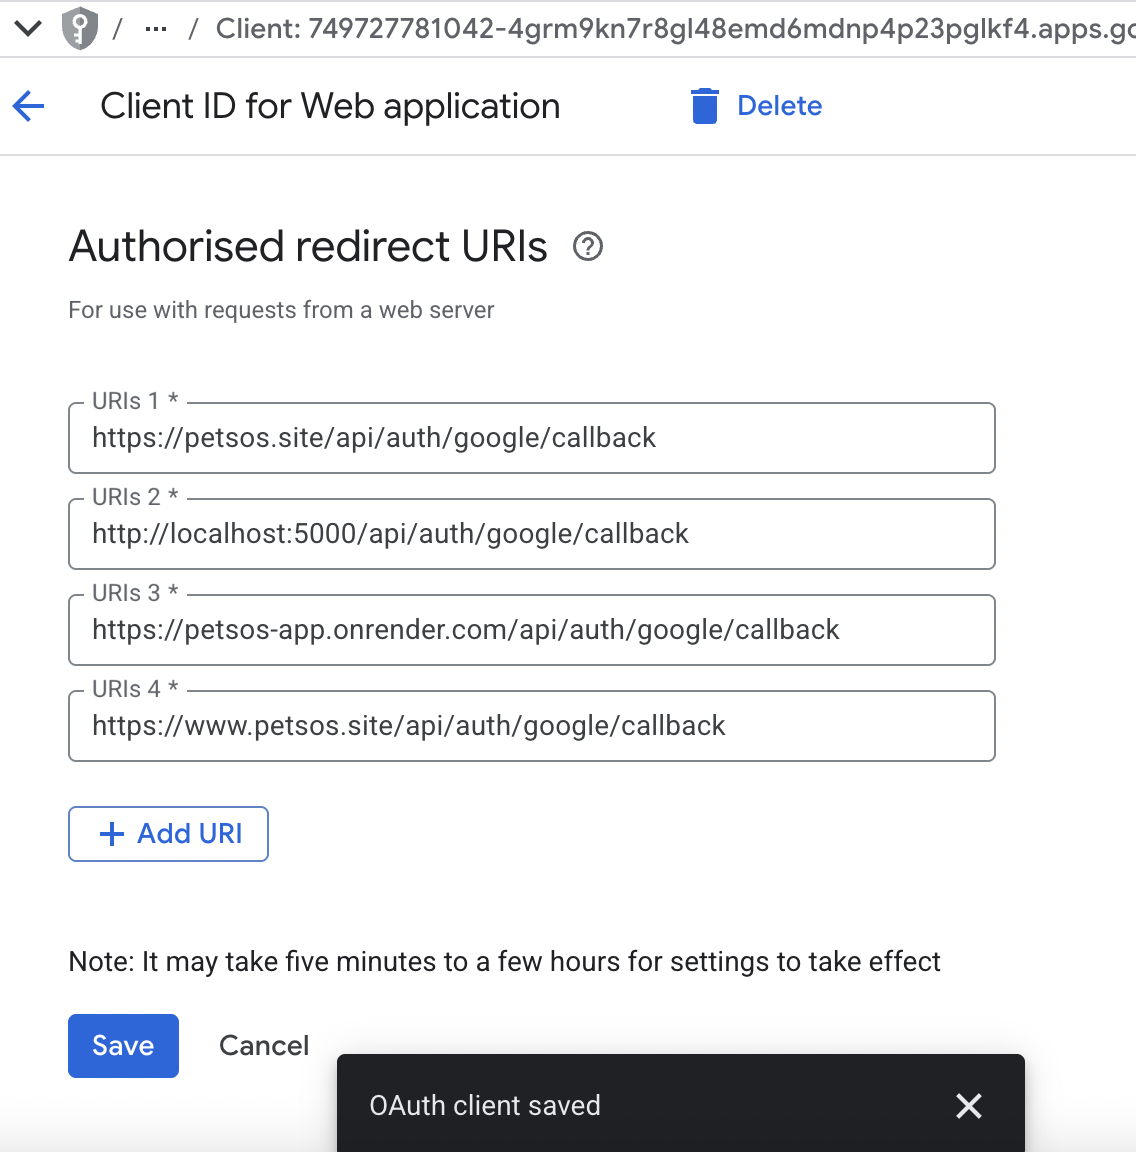 / ... / Client: 749727781042-4grm9kn7r8gl48emd6mdnp4p23pglkf4.apps.go
Client ID for Web application Delete
Authorised redirect URIs
For use with requests from a web server
URIs 1 *
https://petsos.site/api/auth/google/callback
URIs 2 *
http://localhost:5000/api/auth/google/callback
URIs 3 *
https://petsos-app.onrender.com/api/auth/google/callback
URIs 4 *
https://www.petsos.site/api/auth/google/callback
+ Add URI
Note: It may take five minutes to a few hours for settings to take effect
Save Cancel
OAuth client saved